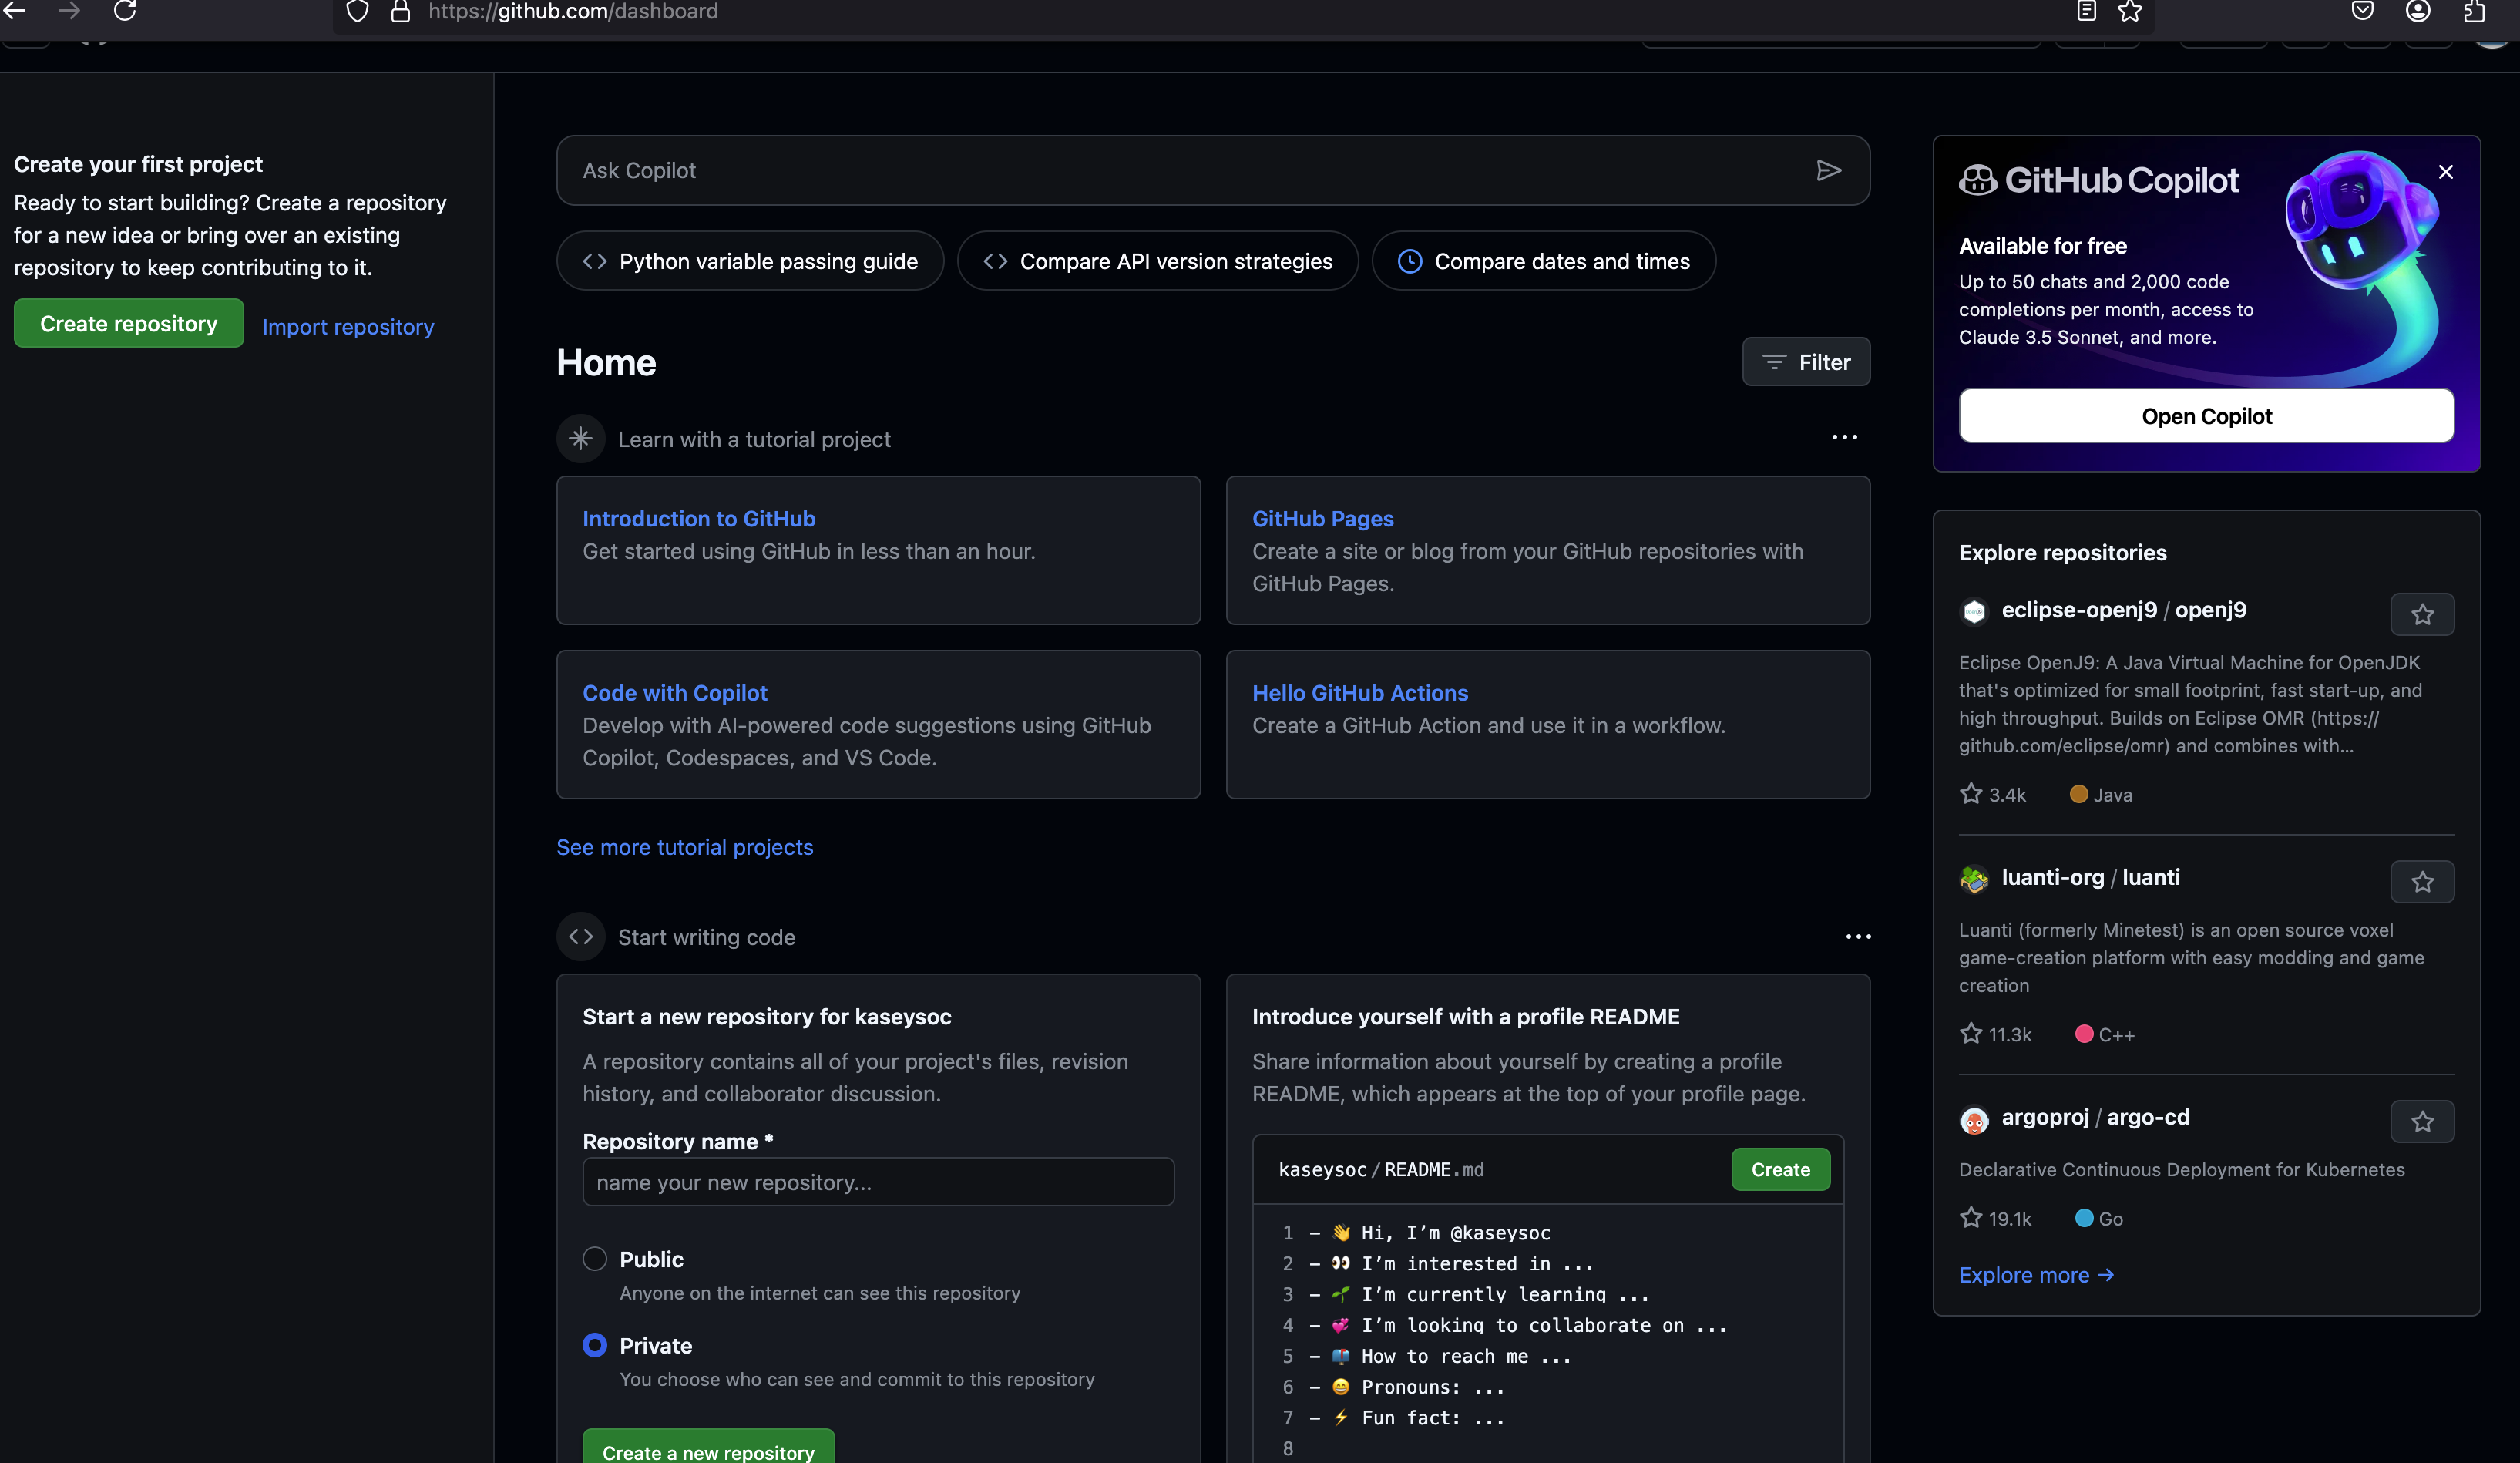 https://github.com/dashboard
Create your first project
Ready to start building? Create a repository
for a new idea or bring over an existing
repository to keep contributing to it.
Create repository
Import repository
Ask Copilot
Python variable passing guide
Compare API version strategies
Compare dates and times
Home
Filter
Learn with a tutorial project
Introduction to GitHub
Get started using GitHub in less than an hour.
GitHub Pages
Create a site or blog from your GitHub repositories with
GitHub Pages.
Code with Copilot
Develop with AI-powered code suggestions using GitHub
Copilot, Codespaces, and VS Code.
Hello GitHub Actions
Create a GitHub Action and use it in a workflow.
See more tutorial projects
Start writing code
Start a new repository for kaseysoc
A repository contains all of your project's files, revision
history, and collaborator discussion.
Repository name *
name your new repository...
Public
Anyone on the internet can see this repository
Private
You choose who can see and commit to this repository
Create a new repository
Introduce yourself with a profile README
Share information about yourself by creating a profile
README, which appears at the top of your profile page.
kaseysoc / README.md
Create
1 - 👋 Hi, I’m @kaseysoc
2 - 👀 I’m interested in ...
3 - 🌱 I’m currently learning ...
4 - 💞️ I’m looking to collaborate on ...
5 - 📫 How to reach me ...
6 - 😄 Pronouns: ...
7 - ⚡ Fun fact: ...
8
GitHub Copilot
Available for free
Up to 50 chats and 2,000 code
completions per month, access to
Claude 3.5 Sonnet, and more.
Open Copilot
Explore repositories
eclipse-openj9 / openj9
Eclipse OpenJ9: A Java Virtual Machine for OpenJDK
that's optimized for small footprint, fast start-up, and
high throughput. Builds on Eclipse OMR (https://
github.com/eclipse/omr) and combines with...
3.4k
Java
luanti-org / luanti
Luanti (formerly Minetest) is an open source voxel
game-creation platform with easy modding and game
creation
11.3k
C++
argoproj / argo-cd
Declarative Continuous Deployment for Kubernetes
19.1k
Go
Explore more →